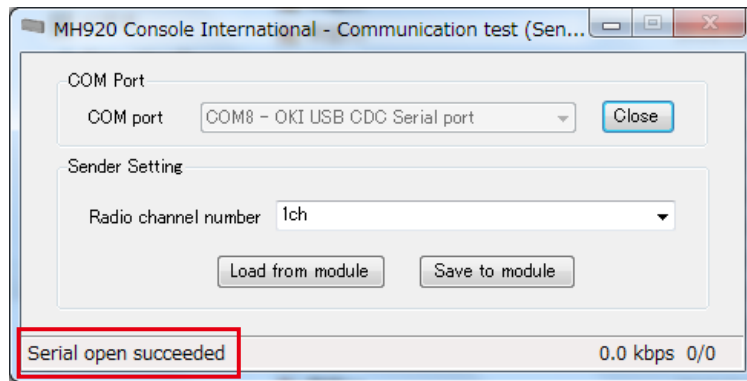 MH920 Console International - Communication test (Sen...
COM Port
COM port COM8 - OKI USB CDC Serial port Close
Sender Setting
Radio channel number 1ch
Load from module Save to module
Serial open succeeded 0.0 kbps 0/0